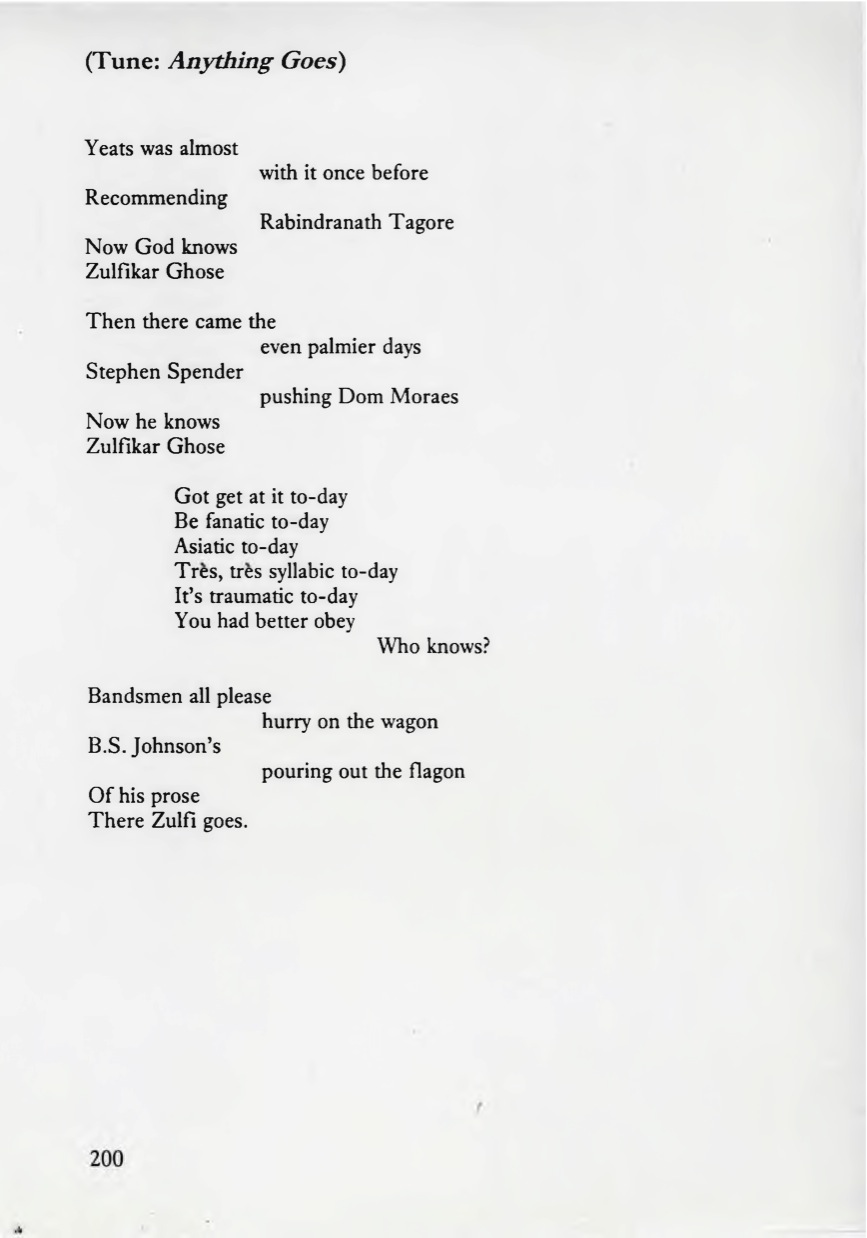 (Tune: Anything Goes)
Yeats was almost
with it once before
Recommending
Rabindranath Tagore
Now God knows
Zulfikar Ghose
Then there came the
even palmier days
Stephen Spender
pushing Dom Moraes
Now he knows
Zulfikar Ghose
Got get at it to-day
Be fanatic to-day
Asiatic to-day
Très, très syllabic to-day
It's traumatic to-day
You had better obey
Who knows?
Bandsmen all please
hurry on the wagon
B.S. Johnson's
pouring out the flagon
Of his prose
There Zulfi goes.
200